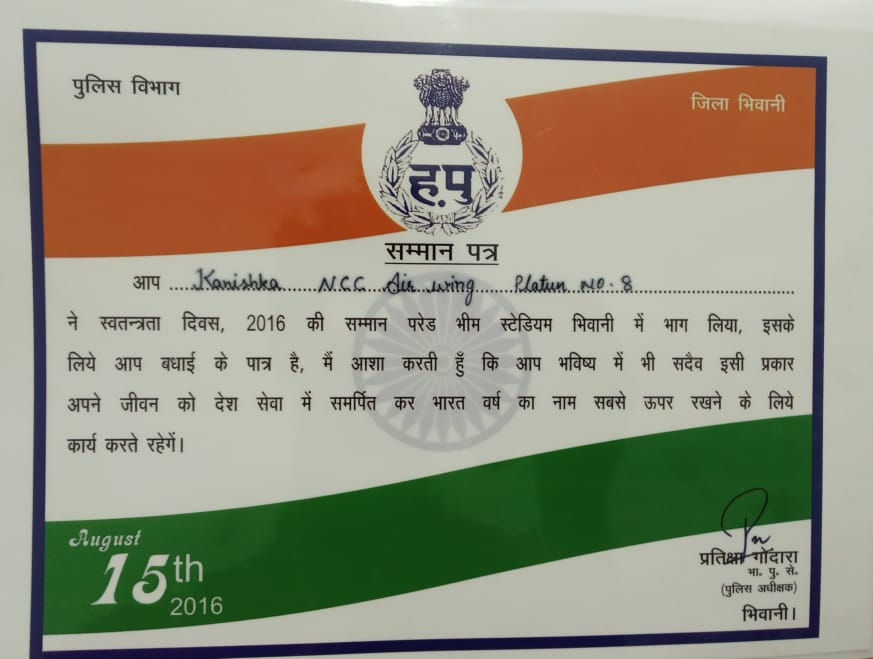 पुलिस विभाग
जिला भिवानी
ह.पु
सम्मान पत्र
आप ....Kanishka......NCC Air wing.... Platun NO. 8..........................
ने स्वतन्त्रता दिवस, 2016 की सम्मान परेड भीम स्टेडियम भिवानी में भाग लिया, इसके
लिये आप बधाई के पात्र है, मैं आशा करती हूँ कि आप भविष्य में भी सदैव इसी प्रकार
अपने जीवन को देश सेवा में समर्पित कर भारत वर्ष का नाम सबसे ऊपर रखने के लिये
कार्य करते रहेगें।
August
15th
2016
प्रतिक्षा गोंदारा
भा. पु. से.
(पुलिस अधीक्षक)
भिवानी।